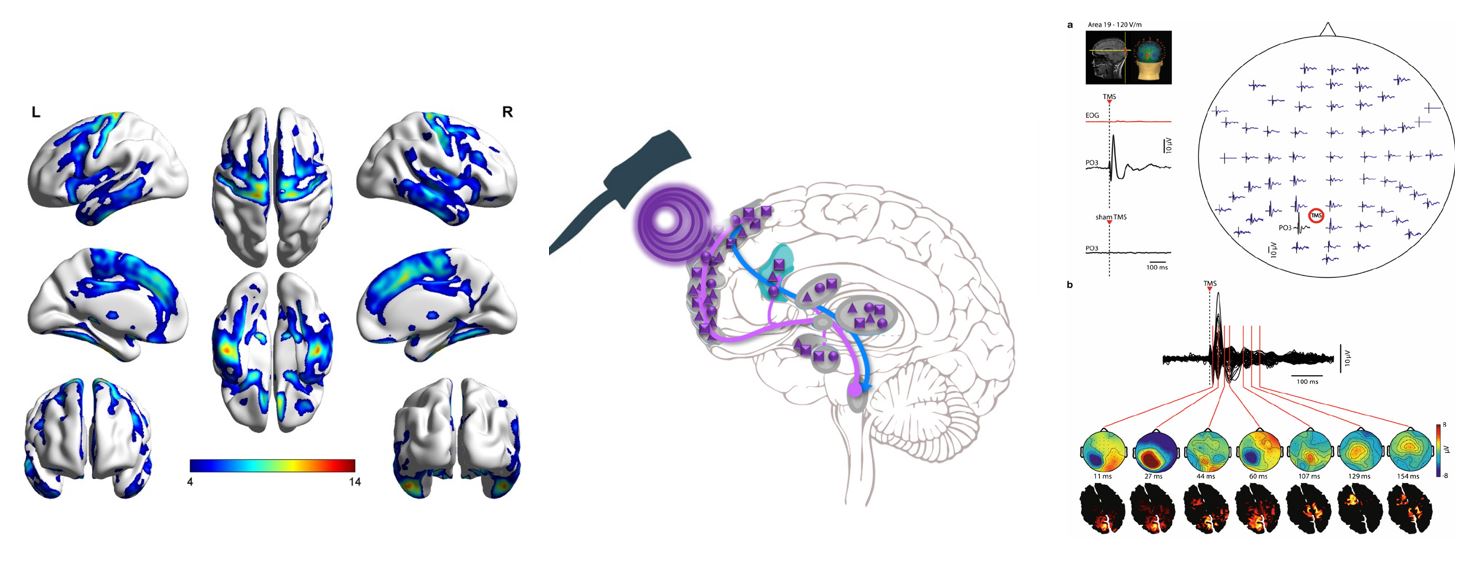 L
R
4
14
a
Area 19 - 120 V/m
TMS
EOG
10 µV
PO3
sham TMS
PO3
100 ms
TMS
PO3
10 µV
b
TMS
10 µV
100 ms
8
µV
-8
11 ms
27 ms
44 ms
60 ms
107 ms
129 ms
154 ms